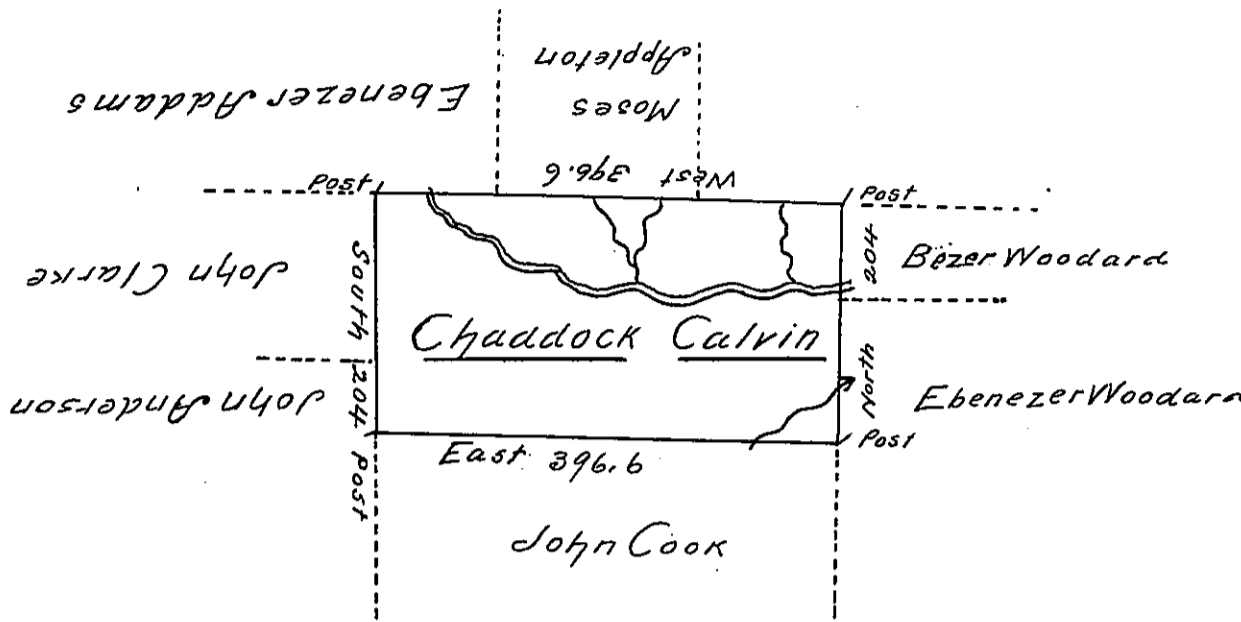 Appleton
Moses
Ebenezer Addams
West 396.6
Post
Post
John Clarke
South 204
204
Bezer Woodard
Chaddock Calvin
John Anderson
North
Ebenezer Woodard
Post
Post
East 396.6
John Cook